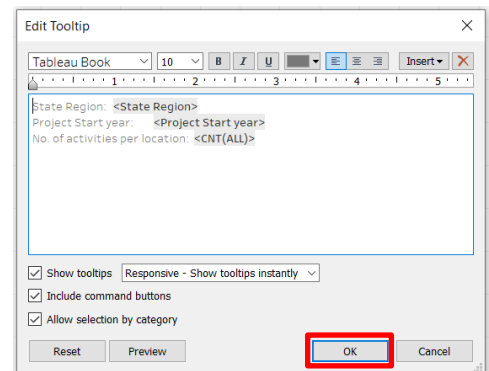 Edit Tooltip
Tableau Book 10 B I U Insert
1 2 3 4 5
State Region: <State Region>
Project Start year: <Project Start year>
No. of activities per location: <CNT(ALL)>
Show tooltips Responsive - Show tooltips instantly
Include command buttons
Allow selection by category
Reset Preview OK Cancel